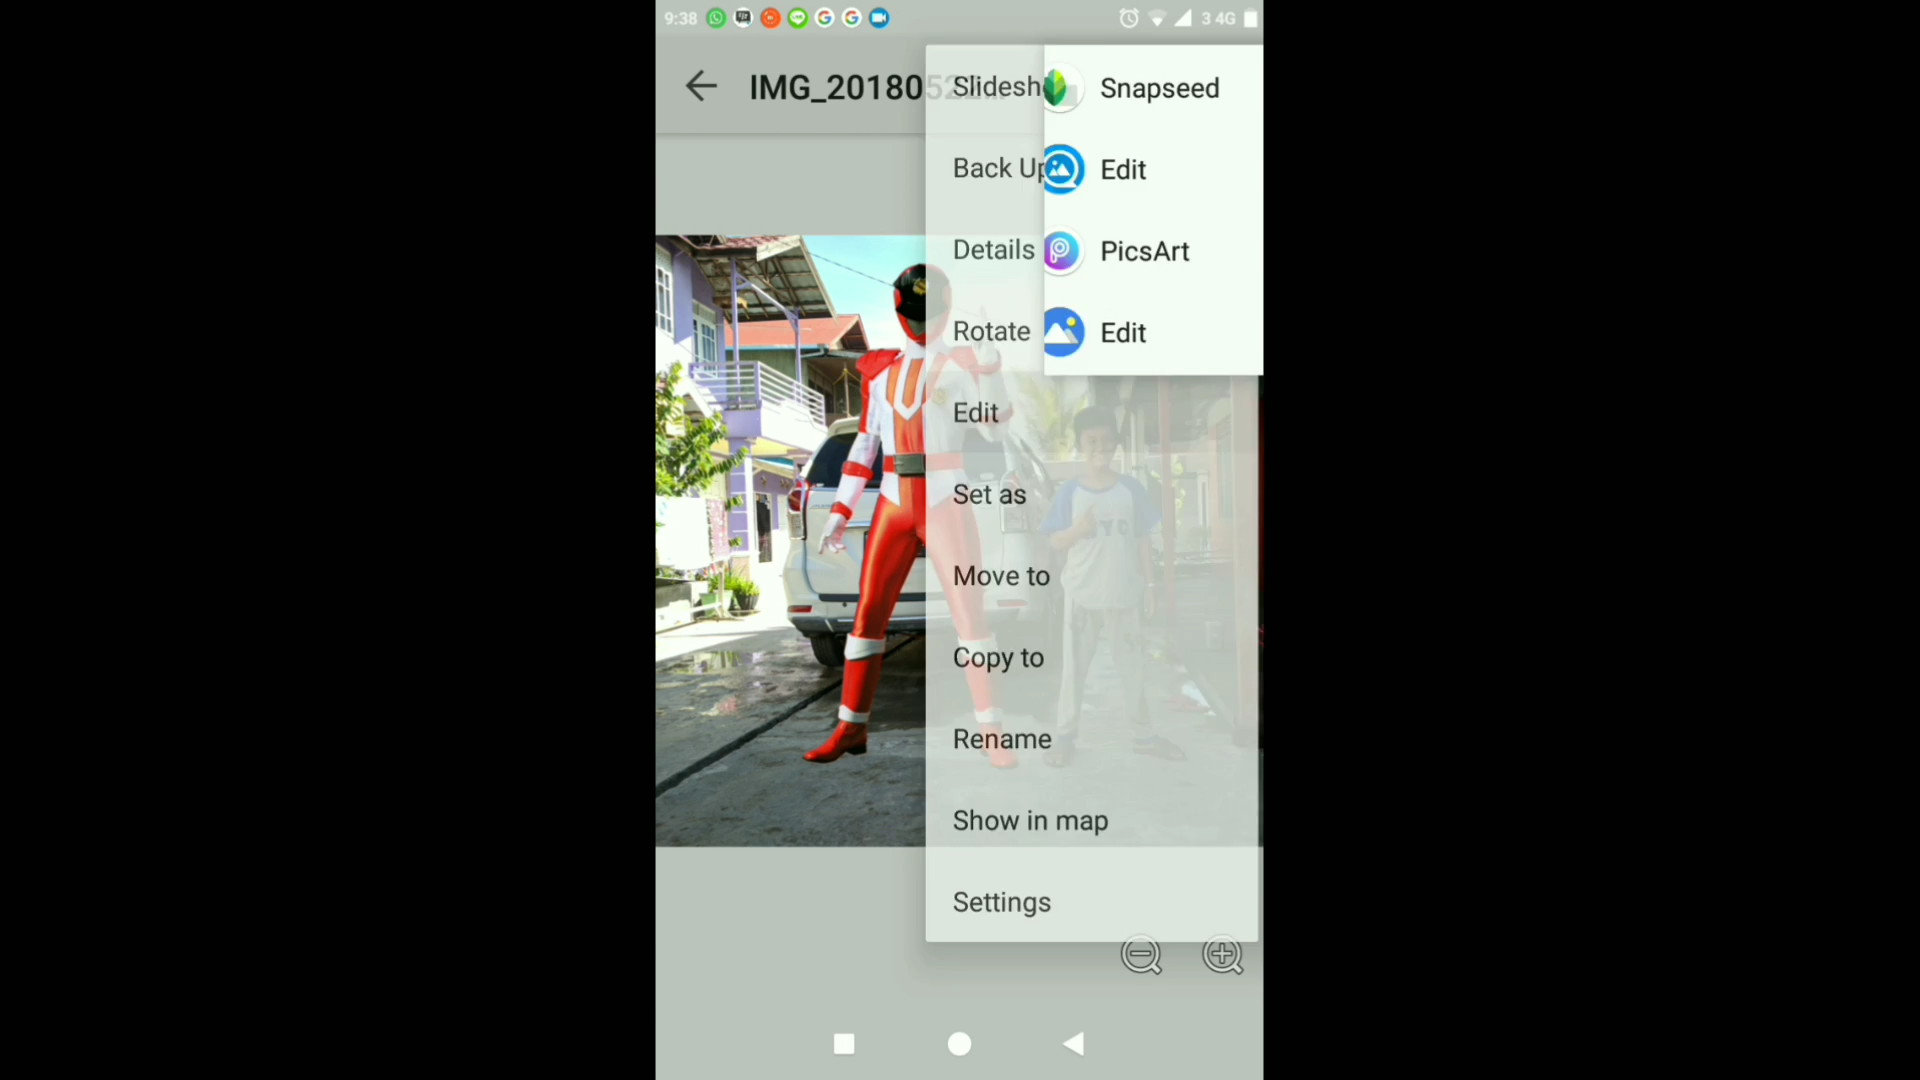 9:38
3 4G
IMG_20180522...
Slidesh
Back Up
Details
Rotate
Edit
Set as
Move to
Copy to
Rename
Show in map
Settings
Snapseed
Edit
PicsArt
Edit